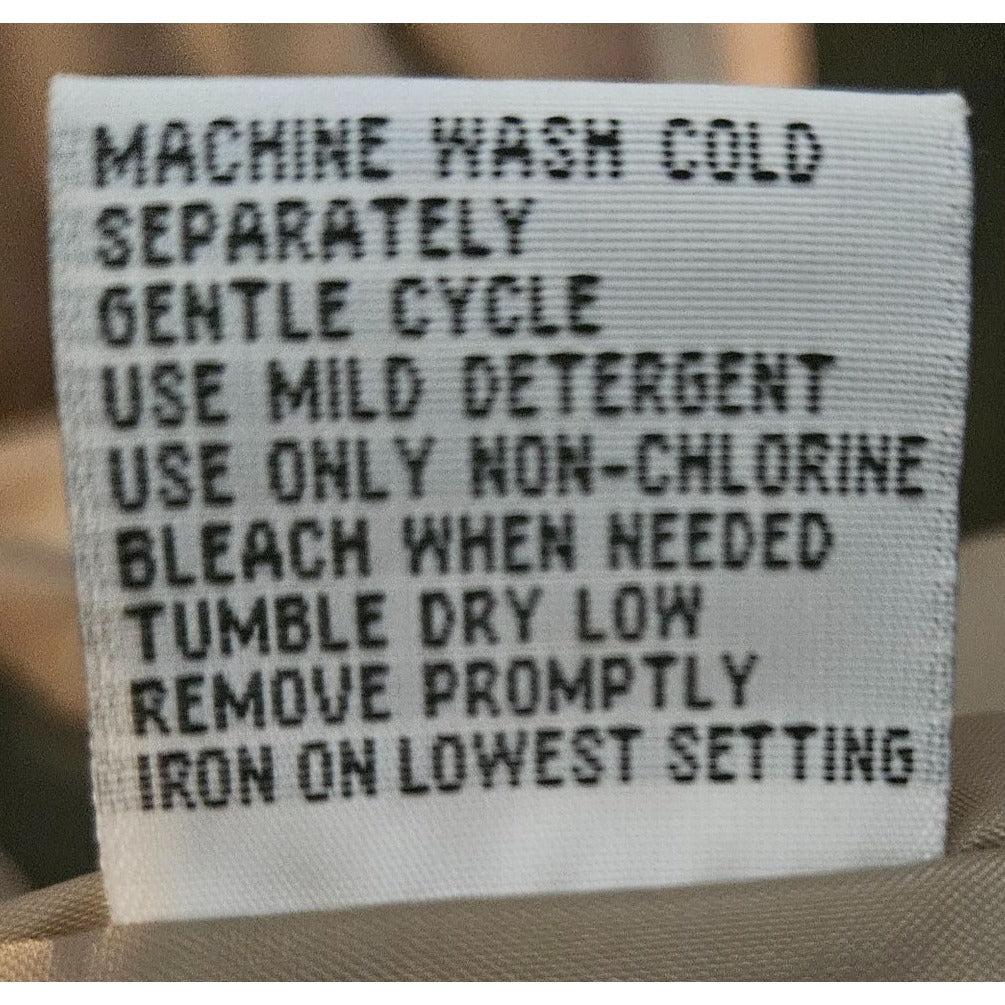 MACHINE WASH COLD
SEPARATELY
GENTLE CYCLE
USE MILD DETERGENT
USE ONLY NON-CHLORINE
BLEACH WHEN NEEDED
TUMBLE DRY LOW
REMOVE PROMPTLY
IRON ON LOWEST SETTING